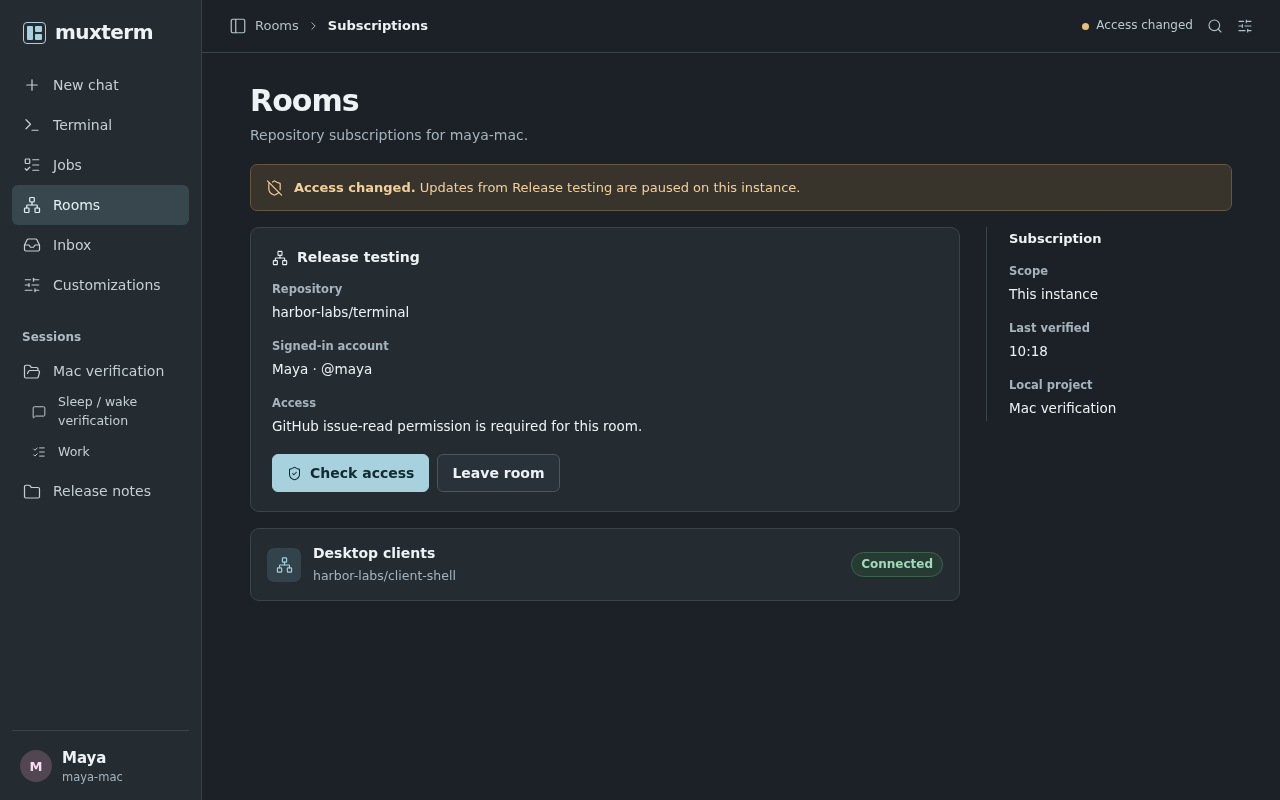 muxterm
New chat
Terminal
Jobs
Rooms
Inbox
Customizations
Sessions
Mac verification
Sleep / wake
verification
Work
Release notes
Maya
maya-mac
M
Rooms
Subscriptions
Access changed
Rooms
Repository subscriptions for maya-mac.
Access changed. Updates from Release testing are paused on this instance.
Release testing
Repository
harbor-labs/terminal
Signed-in account
Maya · @maya
Access
GitHub issue-read permission is required for this room.
Check access
Leave room
Desktop clients
harbor-labs/client-shell
Connected
Subscription
Scope
This instance
Last verified
10:18
Local project
Mac verification